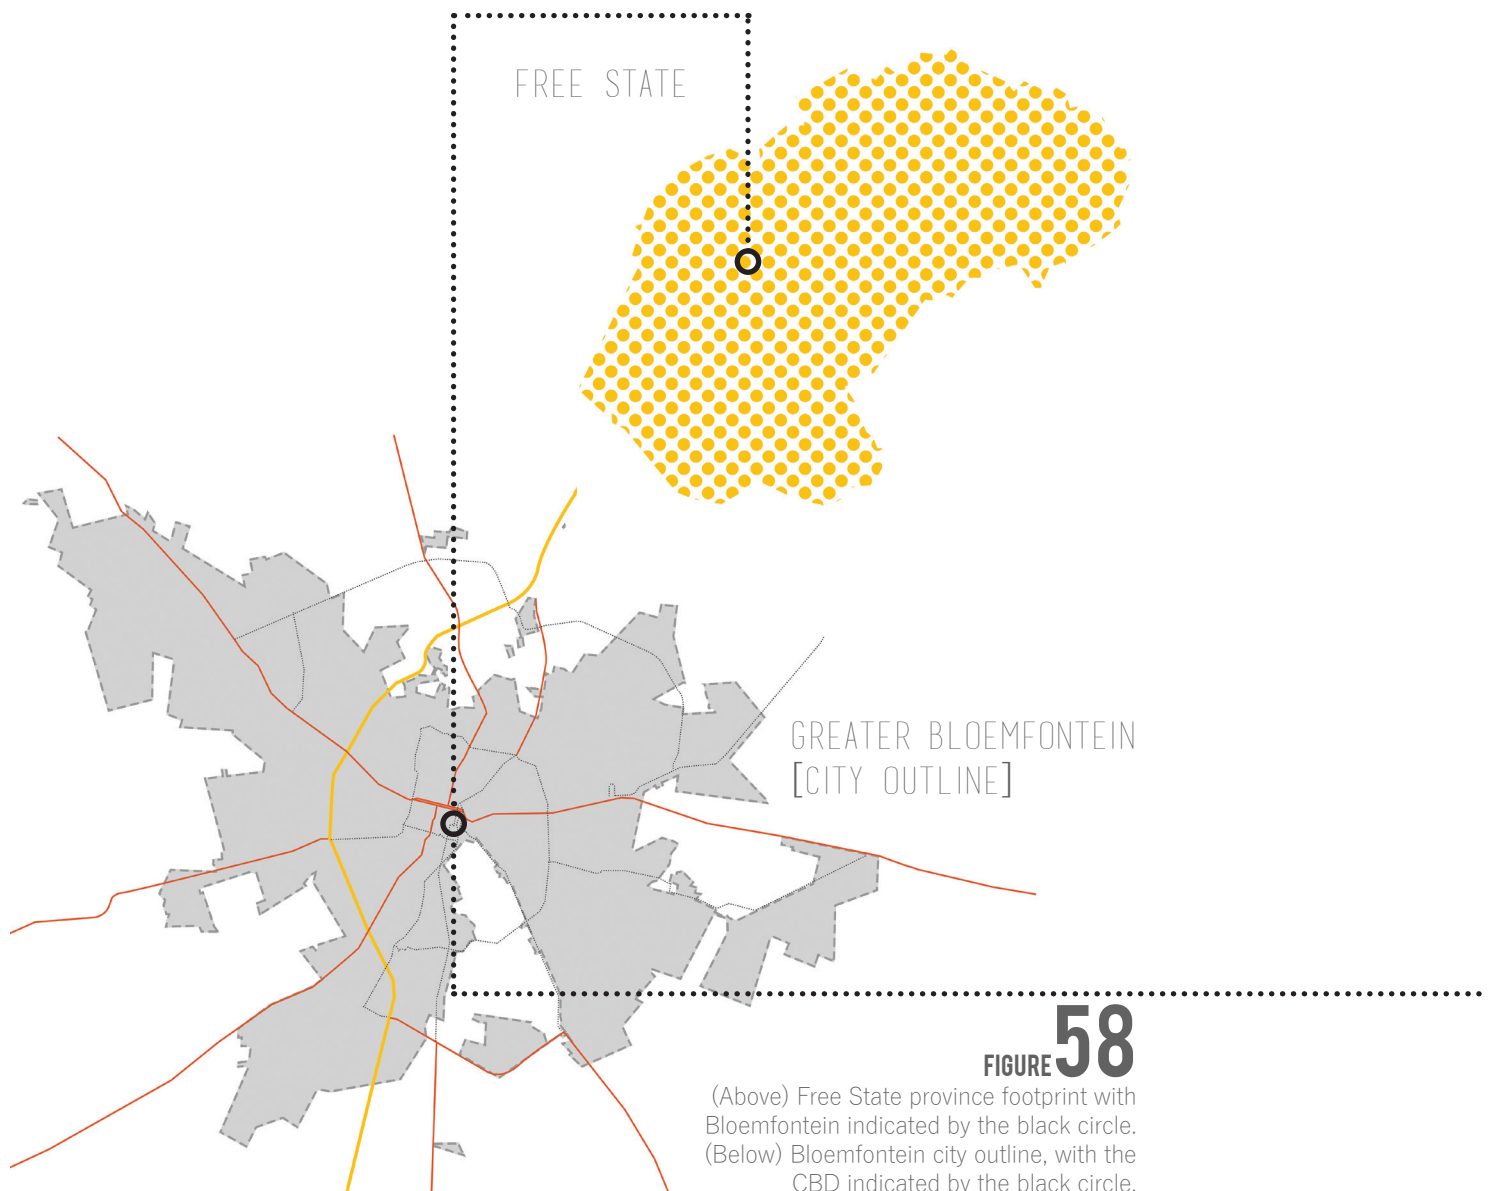 FREE STATE
GREATER BLOEMFONTEIN
[CITY OUTLINE]
FIGURE 58
(Above) Free State province footprint with
Bloemfontein indicated by the black circle.
(Below) Bloemfontein city outline, with the
CBD indicated by the black circle.